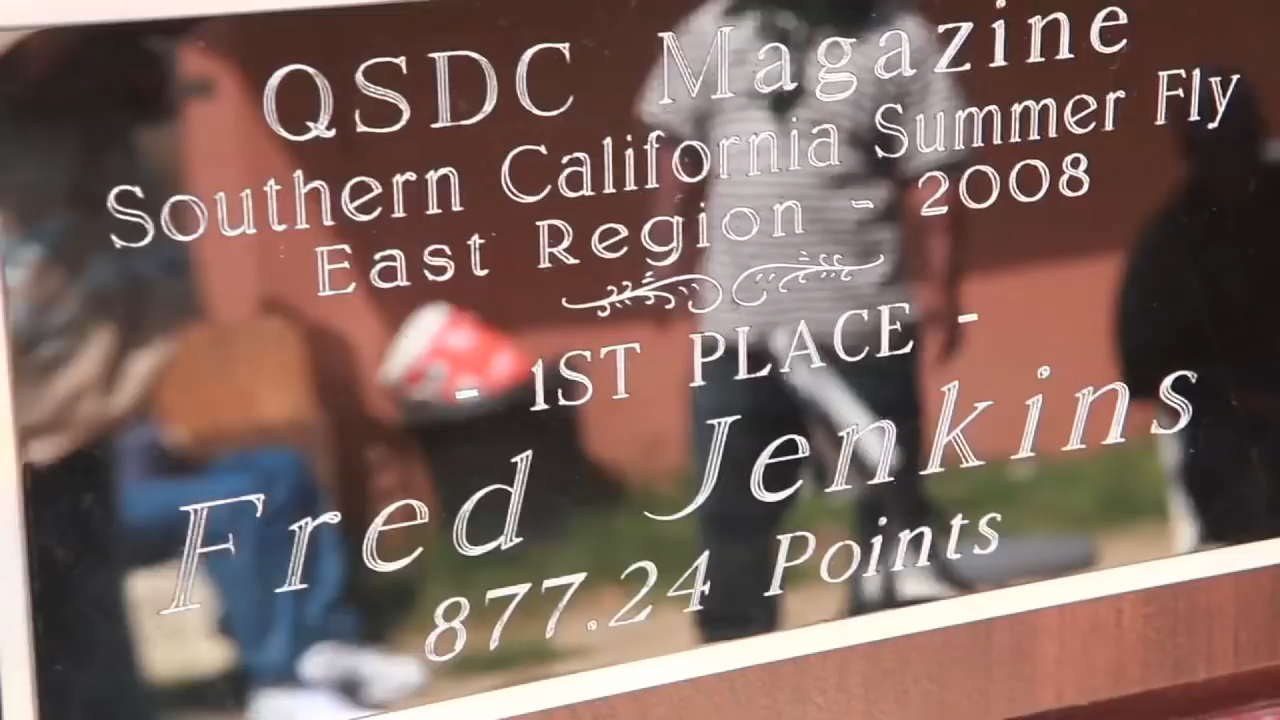 QSDC Magazine
Southern California Summer Fly
East Region - 2008
- 1ST PLACE -
Fred Jenkins
877.24 Points